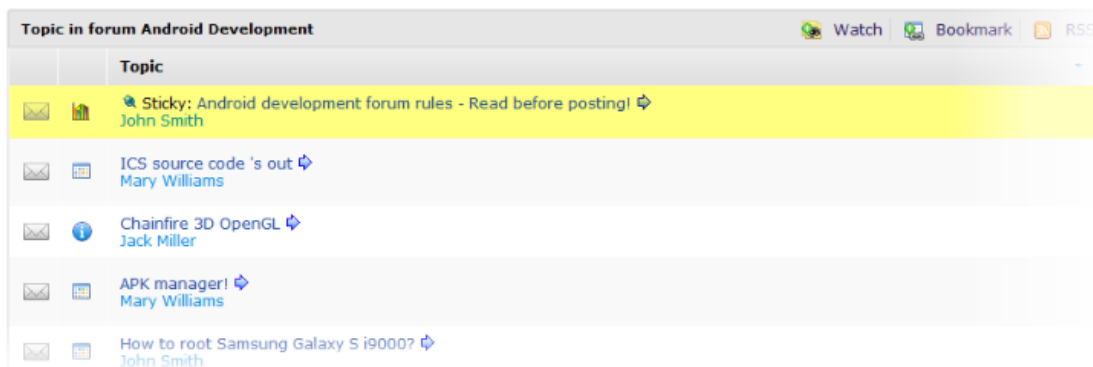 Topic in forum Android Development
Watch Bookmark RSS
Topic
Sticky: Android development forum rules - Read before posting!
John Smith
ICS source code 's out
Mary Williams
Chainfire 3D OpenGL
Jack Miller
APK manager!
Mary Williams
How to root Samsung Galaxy S i9000?
John Smith